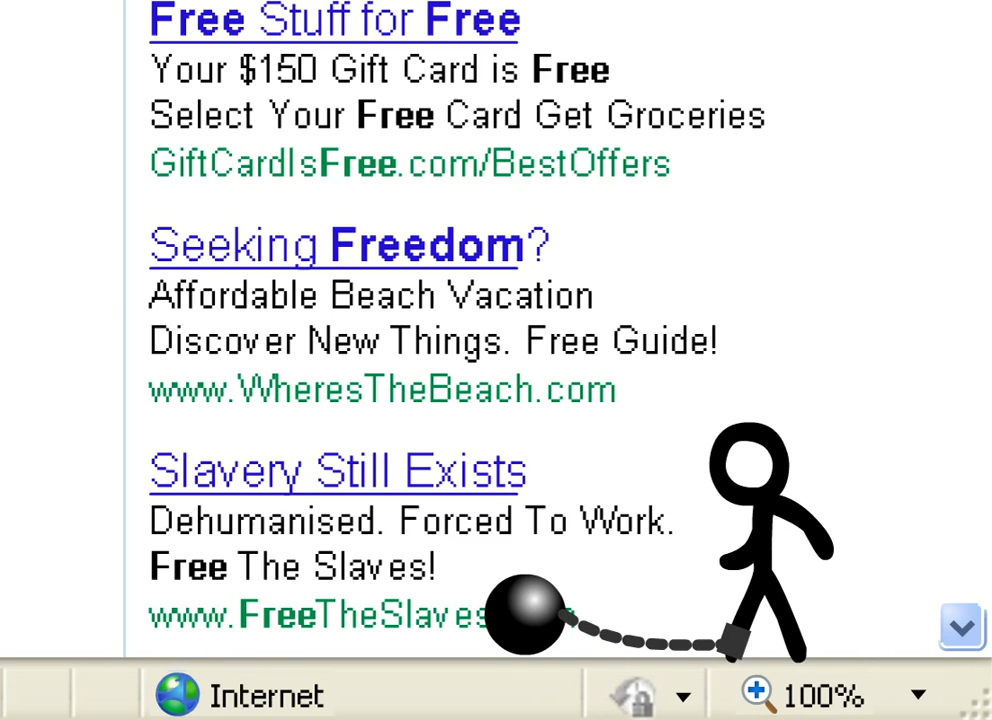 Free Stuff for Free
Your $150 Gift Card is Free
Select Your Free Card Get Groceries
GiftCardIsFree.com/BestOffers
Seeking Freedom?
Affordable Beach Vacation
Discover New Things. Free Guide!
www.WheresTheBeach.com
Slavery Still Exists
Dehumanised. Forced To Work.
Free The Slaves!
www.FreeTheSlaves
Internet
100%